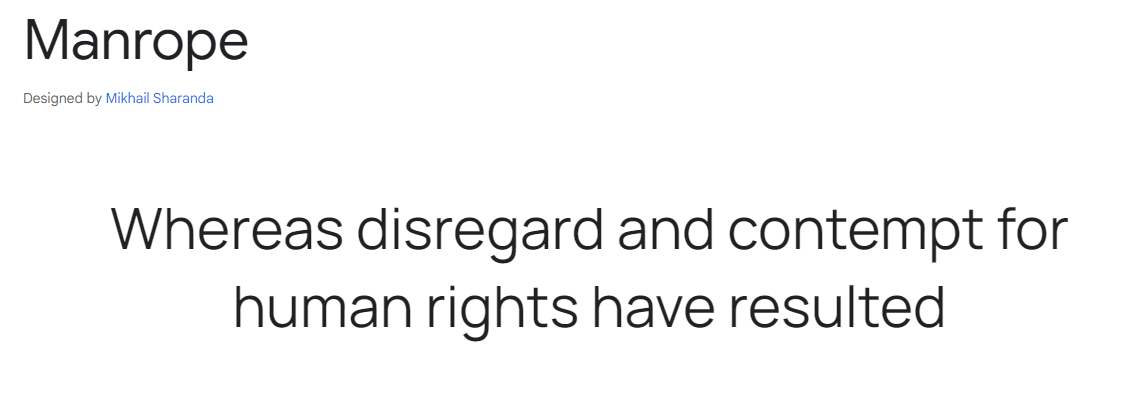 Manrope
Designed by Mikhail Sharanda
Whereas disregard and contempt for
human rights have resulted